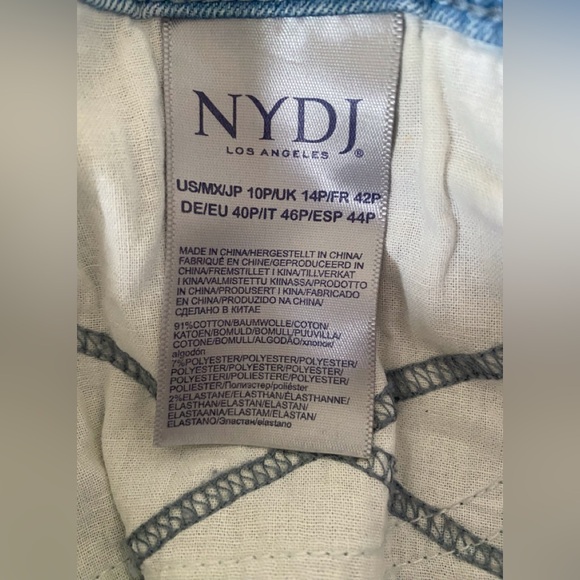 NYDJ
LOS ANGELES ®
US/MX/JP 10P/UK 14P/FR 42P
DE/EU 40P/IT 46P/ESP 44P
MADE IN CHINA/HERGESTELLT IN CHINA/
FABRIQUÉ EN CHINE/GEPRODUCEERD IN
CHINA/FREMSTILLET I KINA/TILLVERKAT
I KINA/VALMISTETTU KIINASSA/PRODOTTO
IN CHINA/PRODUSERT I KINA/FABRICADO
EN CHINA/PRODUZIDO NA CHINA/
СДЕЛАНО В КИТАЕ
91%COTTON/BAUMWOLLE/COTON/
KATOEN/BOMULD/BOMULL/PUUVILLA/
COTONE/BOMULL/ALGODÃO/хлопок/
algodón
7%POLYESTER/POLYESTER/POLYESTER/
POLYESTER/POLYESTER/POLYESTER/
POLYESTERI/POLIESTERE/POLYESTER/
POLIÉSTER/Полиэстер/poliéster
2%ELASTANE/ELASTHAN/ÉLASTHANNE/
ELASTHAN/ELASTAN/ELASTAN/
ELASTAANIA/ELASTAM/ELASTAN/
ELASTANO/Эластан/elastano